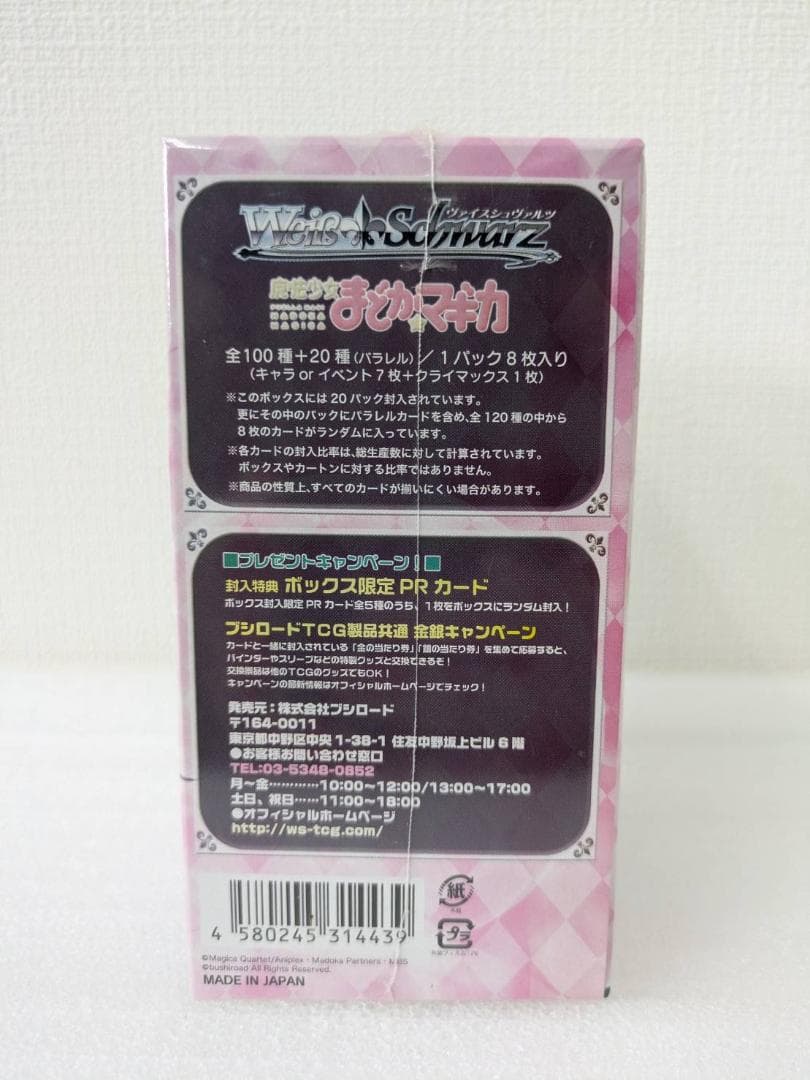 ヴァイスシュヴァルツ
Weiß Schwarz
魔法少女
PUELLA MAGI
MADOKA
MAGICA
まどか☆マギカ
全100種+20種(パラレル)/1パック8枚入り
(キャラorイベント7枚+クライマックス1枚)
※このボックスには20パック封入されています。
更にその中のパックにパラレルカードを含め、全120種の中から
8枚のカードがランダムに入っています。
※各カードの封入比率は、総生産数に対して計算されています。
ボックスやカートンに対する比率ではありません。
※商品の性質上、すべてのカードが揃いにくい場合があります。
■プレゼントキャンペーン!■
封入特典 ボックス限定PRカード
ボックス封入限定PRカード全5種のうち、1枚をボックスにランダム封入!
ブシロードTCG製品共通 金銀キャンペーン
カードと一緒に封入されている「金の当たり券」「銀の当たり券」を集めて応募すると、
バインダーやスリーブなどの特製グッズと交換できるぞ!
交換景品は他のTCGのグッズでもOK!
キャンペーンの最新情報はオフィシャルホームページでチェック!
発売元:株式会社ブシロード
〒164-0011
東京都中野区中央1-38-1 住友中野坂上ビル6階
●お客様お問い合わせ窓口
TEL:03-5348-0852
月~金…………10:00~12:00/13:00~17:00
土日、祝日……11:00~18:00
●オフィシャルホームページ
http://ws-tcg.com/
4 580245 314439
紙
プラ
©Magica Quartet/Aniplex・Madoka Partners・MBS
©bushiroad All Rights Reserved.
MADE IN JAPAN